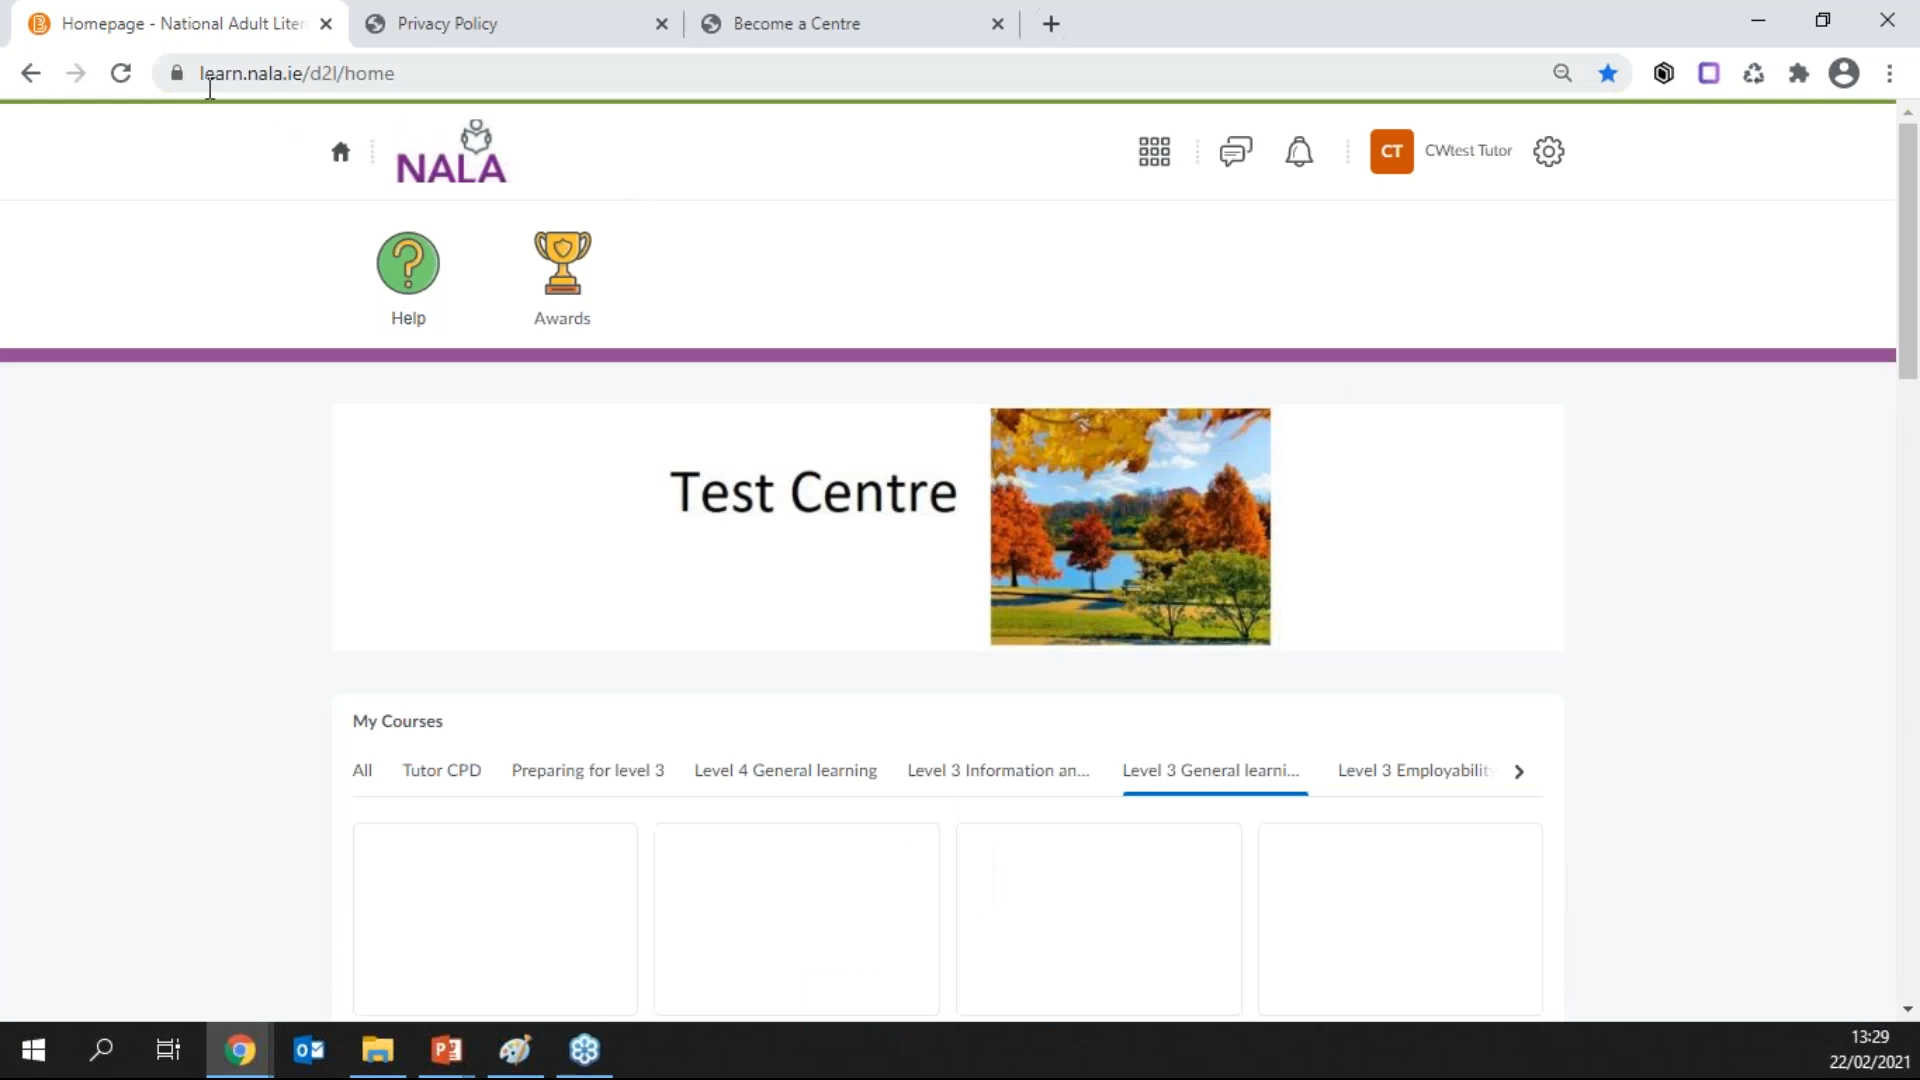 Homepage - National Adult Liter
Privacy Policy
Become a Centre
learn.nala.ie/d2l/home
NALA
CT
CWtest Tutor
Help
Awards
Test Centre
My Courses
All
Tutor CPD
Preparing for level 3
Level 4 General learning
Level 3 Information an...
Level 3 General learni...
Level 3 Employability
13:29
22/02/2021